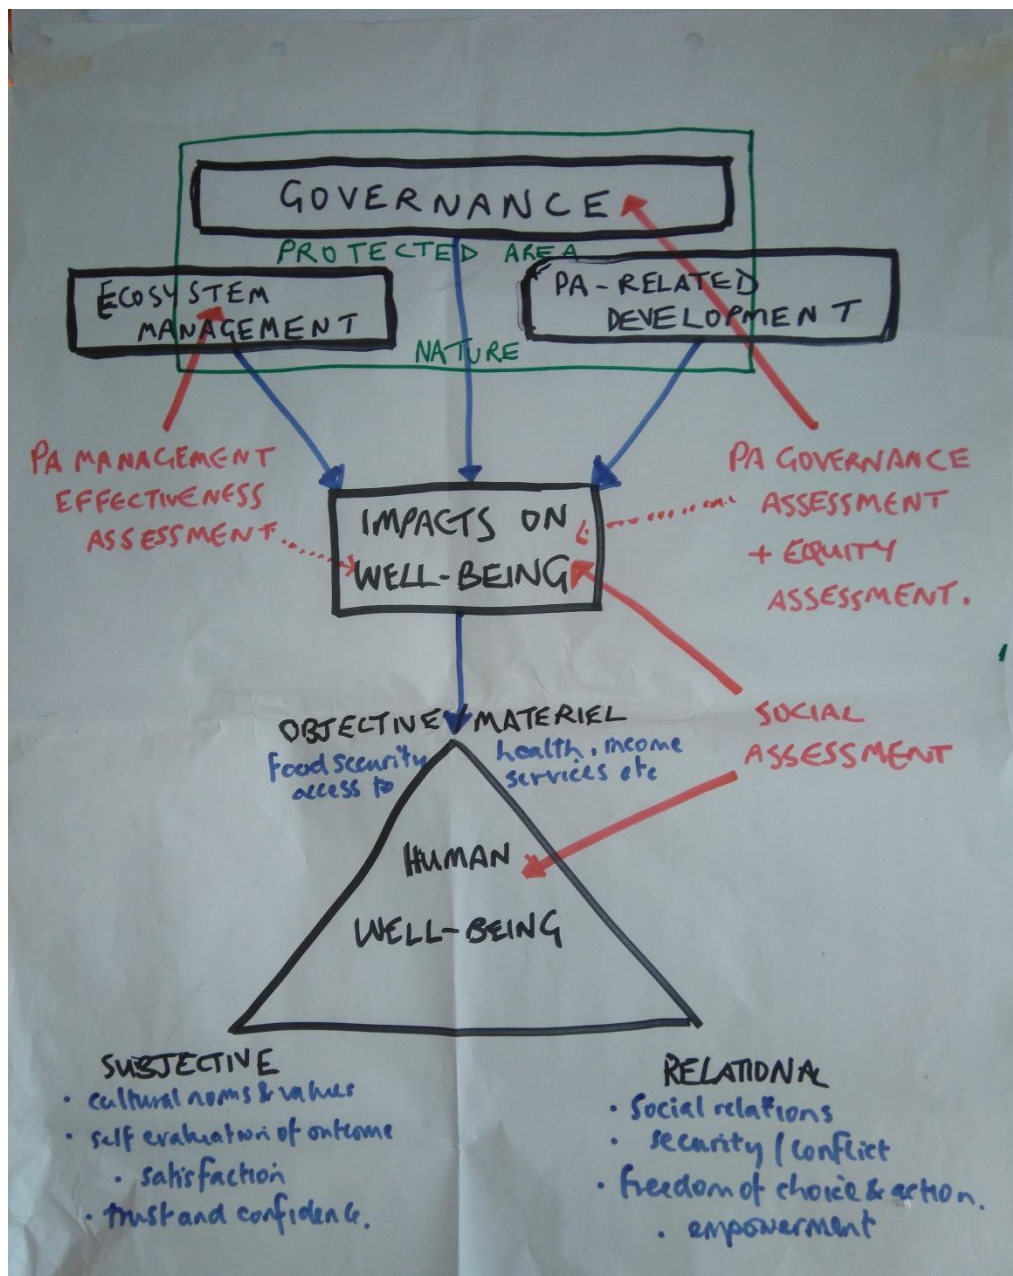 GOVERNANCE
PROTECTED AREA
ECOSYSTEM
MANAGEMENT
PA-RELATED
DEVELOPMENT
NATURE
PA MANAGEMENT
EFFECTIVENESS
ASSESSMENT
PA GOVERNANCE
ASSESSMENT
+ EQUITY
ASSESSMENT.
IMPACTS ON
WELL-BEING
SOCIAL
ASSESSMENT
OBJECTIVE/MATERIEL
food security
access to
health, income
services etc
HUMAN
WELL-BEING
SUBJECTIVE
• cultural noms & values
• self evaluation of outcome
• satisfaction
• trust and confidence.
RELATIONAL
• social relations
• security / conflict
• freedom of choice & action.
• empowerment